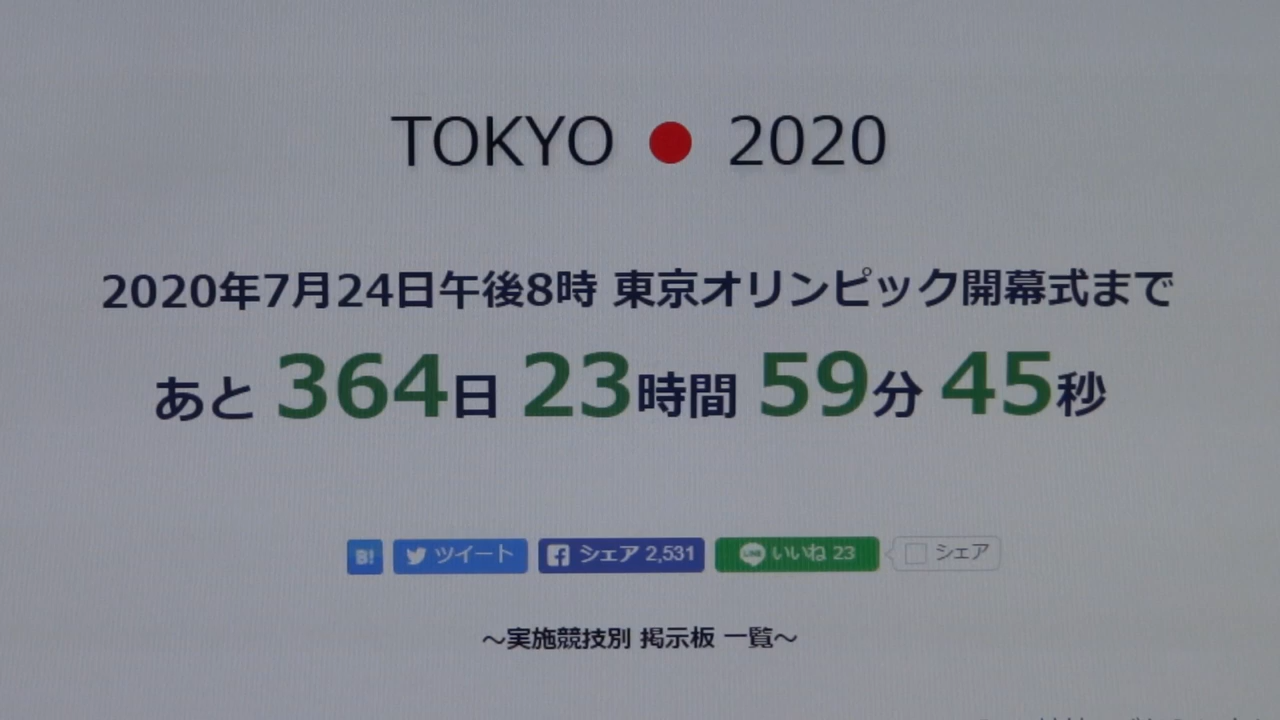 TOKYO ● 2020
2020年7月24日午後8時 東京オリンピック開幕式まで
あと 364日 23時間 59分 45秒
B! ツイート シェア 2,531 LINE いいね 23 シェア
～実施競技別 掲示板 一覧～